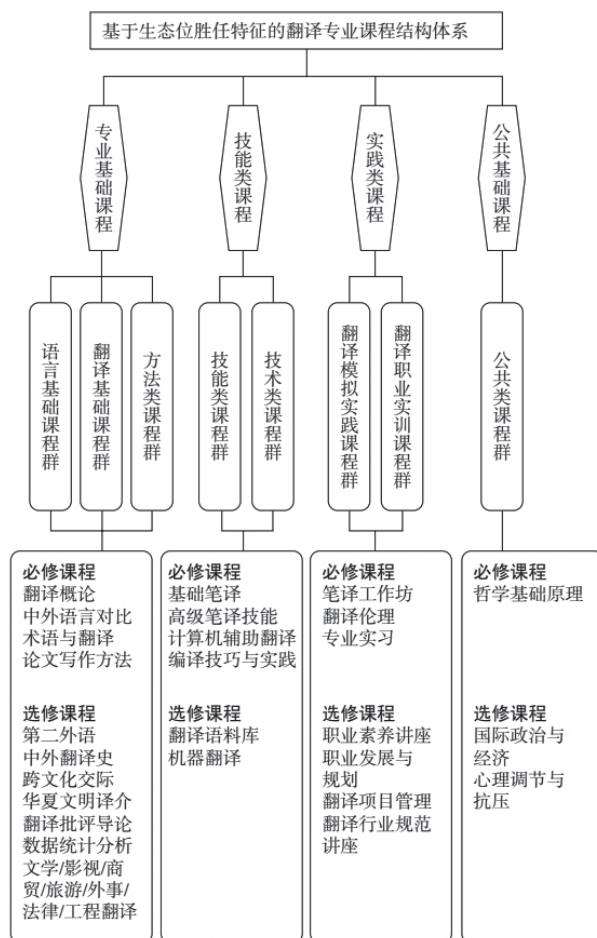 基于生态位胜任特征的翻译专业课程结构体系
专业基础课程
技能类课程
实践类课程
公共基础课程
语言基础课程群
翻译基础课程群
方法类课程群
技能类课程群
技术类课程群
翻译模拟实践课程群
翻译职业实训课程群
公共类课程群
必修课程
翻译概论
中外语言对比
术语与翻译
论文写作方法
选修课程
第二外语
中外翻译史
跨文化交际
华夏文明译介
翻译批评导论
数据统计分析
文学/影视/商
贸/旅游/外事/
法律/工程翻译
必修课程
基础笔译
高级笔译技能
计算机辅助翻译
编译技巧与实践
选修课程
翻译语料库
机器翻译
必修课程
笔译工作坊
翻译伦理
专业实习
选修课程
职业素养讲座
职业发展与
规划
翻译项目管理
翻译行业规范
讲座
必修课程
哲学基础原理
选修课程
国际政治与
经济
心理调节与
抗压